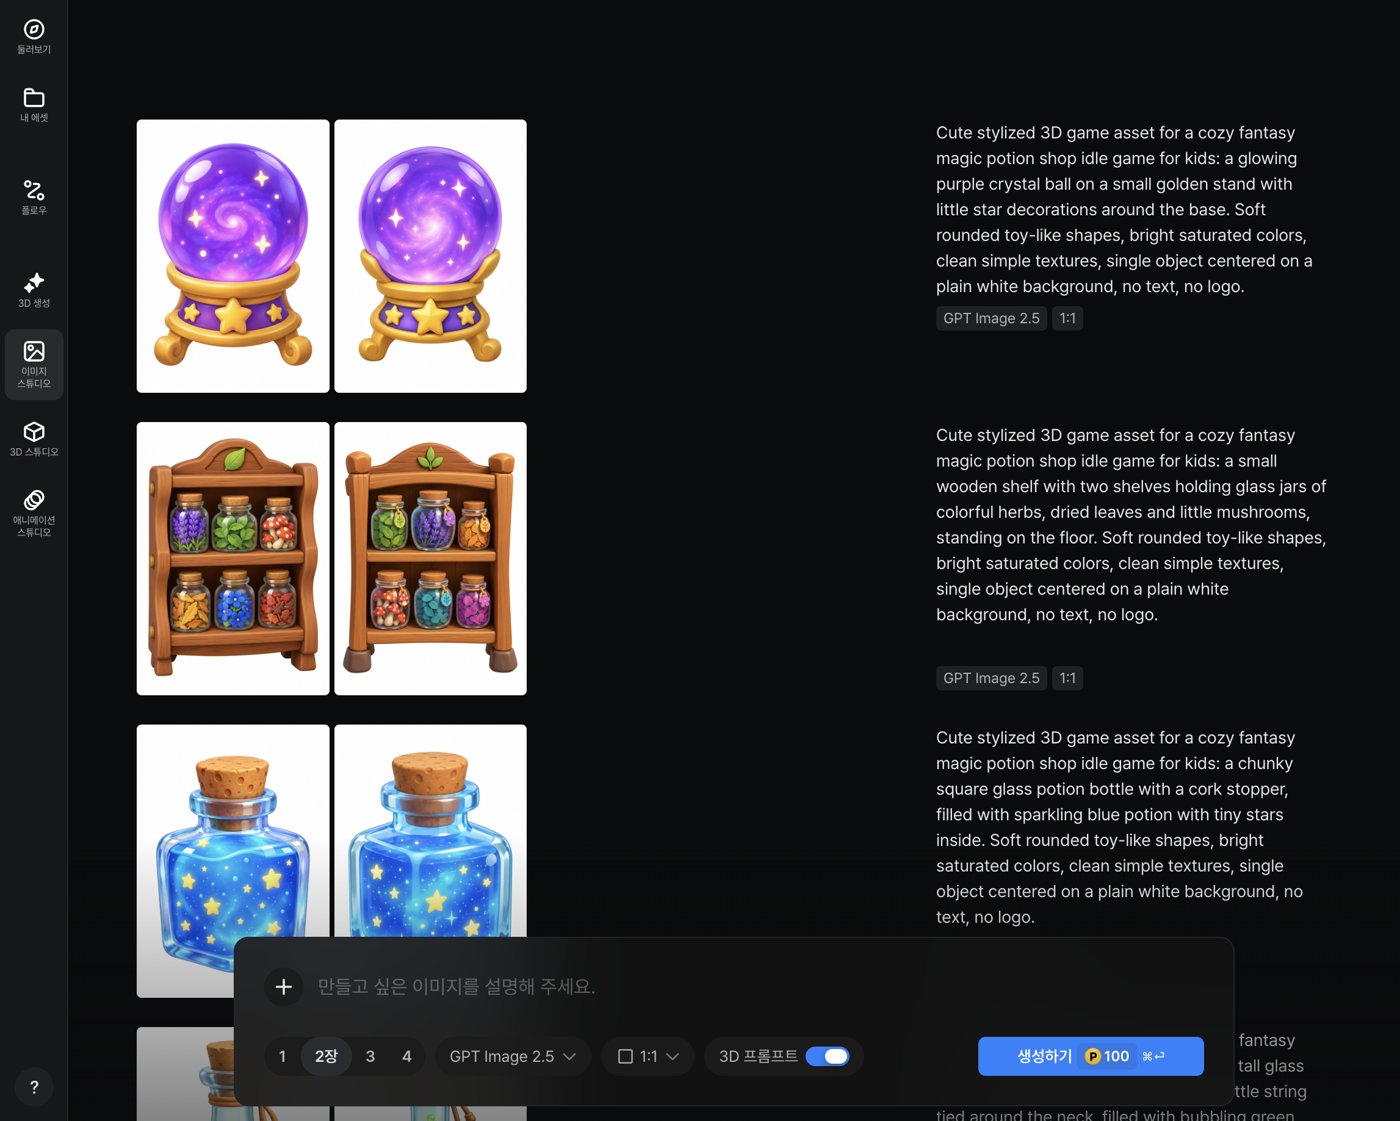 둘러보기
내 에셋
플로우
3D 생성
이미지
스튜디오
3D 스튜디오
애니메이션
스튜디오
?
Cute stylized 3D game asset for a cozy fantasy
magic potion shop idle game for kids: a glowing
purple crystal ball on a small golden stand with
little star decorations around the base. Soft
rounded toy-like shapes, bright saturated colors,
clean simple textures, single object centered on a
plain white background, no text, no logo.
GPT Image 2.5 1:1
Cute stylized 3D game asset for a cozy fantasy
magic potion shop idle game for kids: a small
wooden shelf with two shelves holding glass jars of
colorful herbs, dried leaves and little mushrooms,
standing on the floor. Soft rounded toy-like shapes,
bright saturated colors, clean simple textures,
single object centered on a plain white
background, no text, no logo.
GPT Image 2.5 1:1
Cute stylized 3D game asset for a cozy fantasy
magic potion shop idle game for kids: a chunky
square glass potion bottle with a cork stopper,
filled with sparkling blue potion with tiny stars
inside. Soft rounded toy-like shapes, bright
saturated colors, clean simple textures, single
object centered on a plain white background, no
text, no logo.
fantasy
tall glass
ttle string
tied around the neck, filled with bubbling green
만들고 싶은 이미지를 설명해 주세요.
1 2장 3 4 GPT Image 2.5 1:1 3D 프롬프트 생성하기 P 100 ⌘⏎